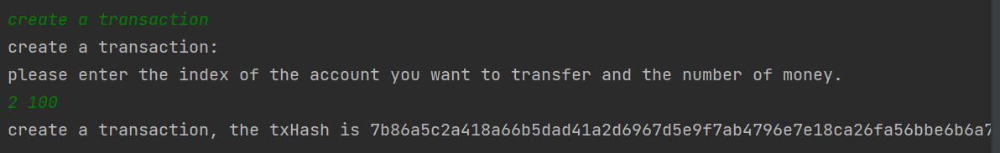 create a transaction
create a transaction:
please enter the index of the account you want to transfer and the number of money.
2 100
create a transaction, the txHash is 7b86a5c2a418a66b5dad41a2d6967d5e9f7ab4796e7e18ca26fa56bbe6b6a7